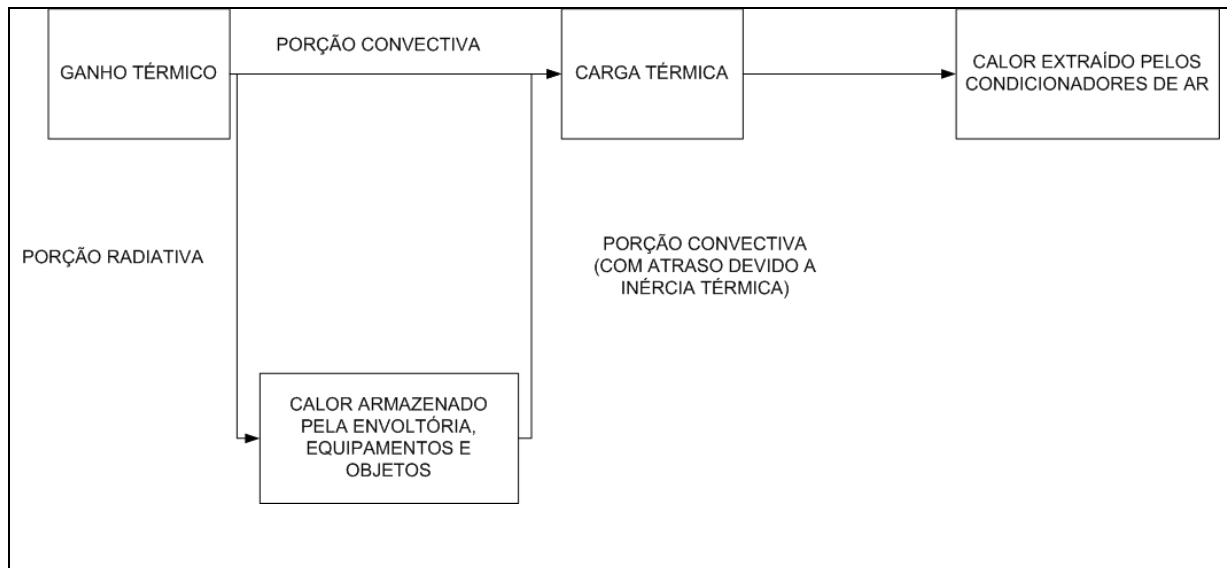 GANHO TÉRMICO
PORÇÃO CONVECTIVA
CARGA TÉRMICA
CALOR EXTRAÍDO PELOS
CONDICIONADORES DE AR
PORÇÃO RADIATIVA
PORÇÃO CONVECTIVA
(COM ATRASO DEVIDO A
INÉRCIA TÉRMICA)
CALOR ARMAZENADO
PELA ENVOLTÓRIA,
EQUIPAMENTOS E
OBJETOS